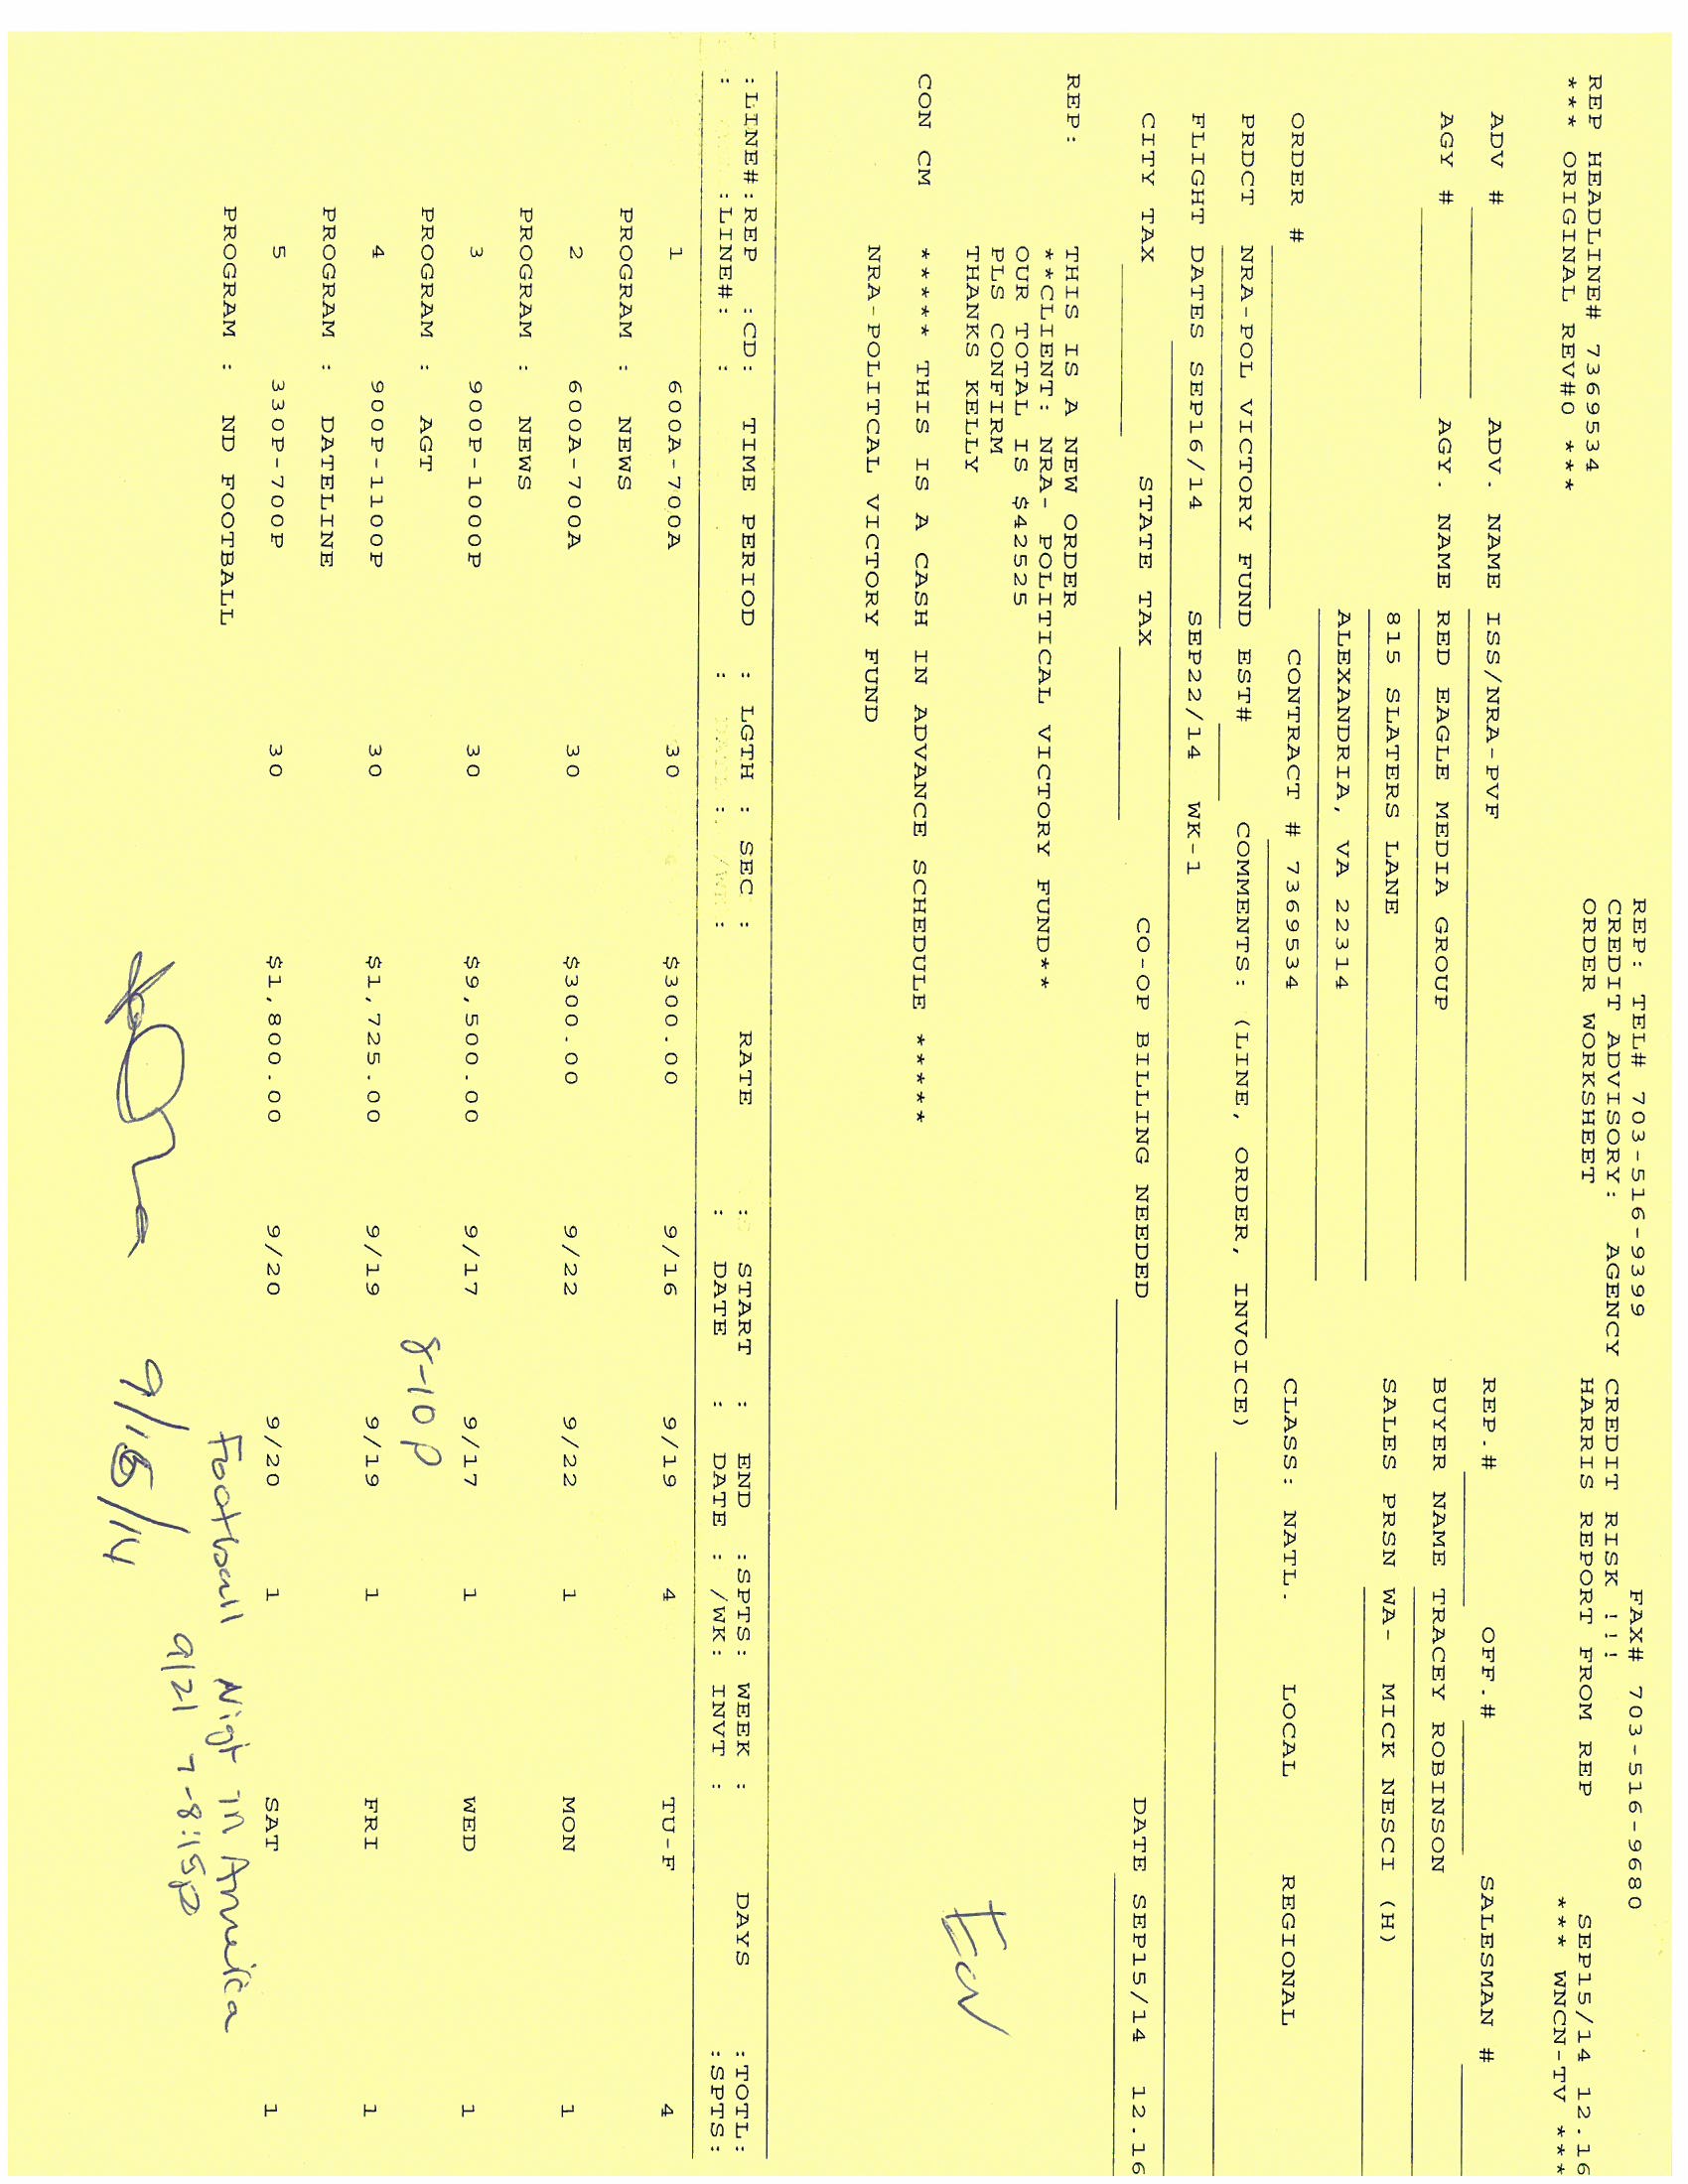 REP: TEL# 703-516-9399 FAX# 703-516-9680
REP HEADLINE# 7369534 CREDIT ADVISORY: AGENCY CREDIT RISK !!! SEP15/14 12.16
*** ORIGINAL REV#0 *** ORDER WORKSHEET HARRIS REPORT FROM REP *** WNCN-TV ***
ADV # ADV. NAME ISS/NRA-PVF REP.# OFF.# SALESMAN #
AGY # AGY. NAME RED EAGLE MEDIA GROUP BUYER NAME TRACEY ROBINSON
815 SLATERS LANE SALES PRSN WA- MICK NESCI (H)
ALEXANDRIA, VA 22314
ORDER # CONTRACT # 7369534 CLASS: NATL. LOCAL REGIONAL
PRDCT NRA-POL VICTORY FUND EST# COMMENTS: (LINE, ORDER, INVOICE)
FLIGHT DATES SEP16/14 SEP22/14 WK-1
CITY TAX STATE TAX CO-OP BILLING NEEDED DATE SEP15/14 12.16
REP: THIS IS A NEW ORDER
**CLIENT: NRA- POLITICAL VICTORY FUND**
OUR TOTAL IS $42525
PLS CONFIRM
THANKS KELLY
CON CM ***** THIS IS A CASH IN ADVANCE SCHEDULE *****
NRA-POLITCAL VICTORY FUND
:LINE#:REP :CD: TIME PERIOD : LGTH : SEC : RATE : START : END :SPTS: WEEK : DAYS :TOTL:
: :LINE#: : : : : DATE : DATE : /WK: INVT : :SPTS:
1 600A-700A 30 $300.00 9/16 9/19 4 TU-F 4
PROGRAM : NEWS
2 600A-700A 30 $300.00 9/22 9/22 1 MON 1
PROGRAM : NEWS
3 900P-1000P 30 $9,500.00 9/17 9/17 1 WED 1
PROGRAM : AGT 8-10p
4 900P-1100P 30 $1,725.00 9/19 9/19 1 FRI 1
PROGRAM : DATELINE
5 330P-700P 30 $1,800.00 9/20 9/20 1 SAT 1
PROGRAM : ND FOOTBALL Football Night in America
9/21 7-8:15p